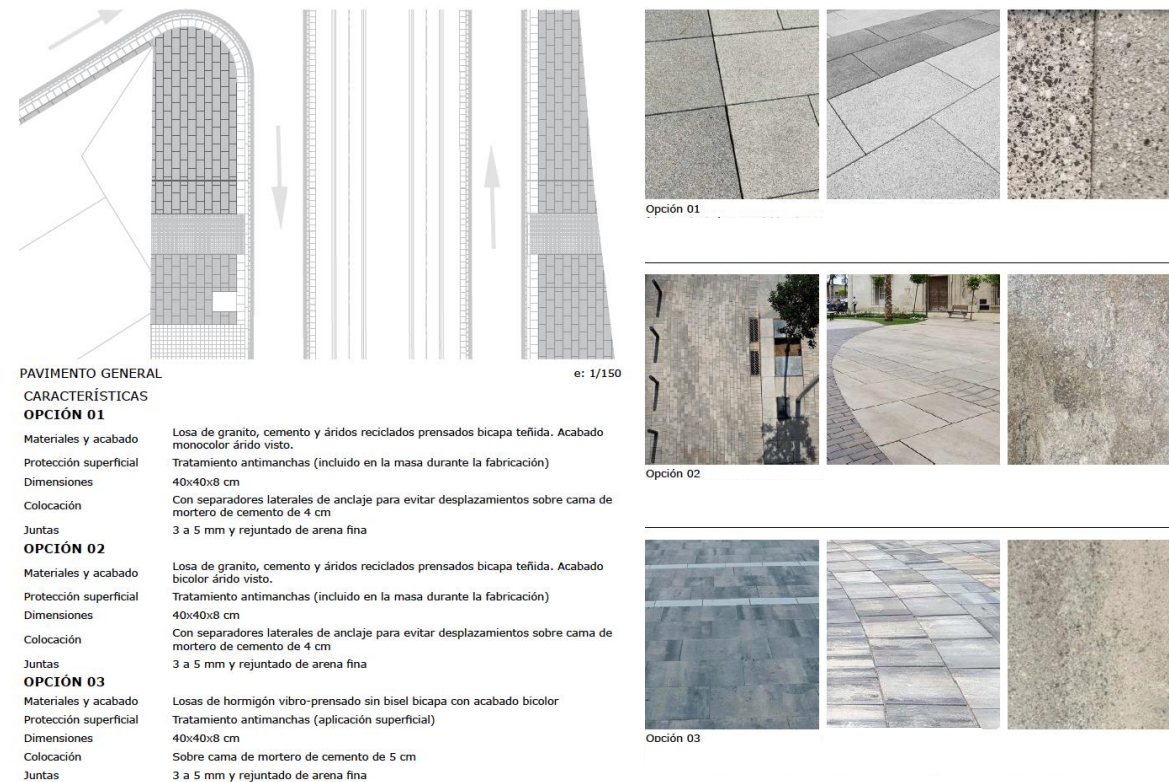 PAVIMENTO GENERAL
e: 1/150
CARACTERÍSTICAS
OPCIÓN 01
Materiales y acabado
Losa de granito, cemento y áridos reciclados prensados bicapa teñida. Acabado
monocolor árido visto.
Protección superficial
Tratamiento antimanchas (incluido en la masa durante la fabricación)
Dimensiones
40x40x8 cm
Colocación
Con separadores laterales de anclaje para evitar desplazamientos sobre cama de
mortero de cemento de 4 cm
Juntas
3 a 5 mm y rejuntado de arena fina
OPCIÓN 02
Materiales y acabado
Losa de granito, cemento y áridos reciclados prensados bicapa teñida. Acabado
bicolor árido visto.
Protección superficial
Tratamiento antimanchas (incluido en la masa durante la fabricación)
Dimensiones
40x40x8 cm
Colocación
Con separadores laterales de anclaje para evitar desplazamientos sobre cama de
mortero de cemento de 4 cm
Juntas
3 a 5 mm y rejuntado de arena fina
OPCIÓN 03
Materiales y acabado
Losas de hormigón vibro-prensado sin bisel bicapa con acabado bicolor
Protección superficial
Tratamiento antimanchas (aplicación superficial)
Dimensiones
40x40x8 cm
Colocación
Sobre cama de mortero de cemento de 5 cm
Juntas
3 a 5 mm y rejuntado de arena fina
Opción 01
Opción 02
Opción 03